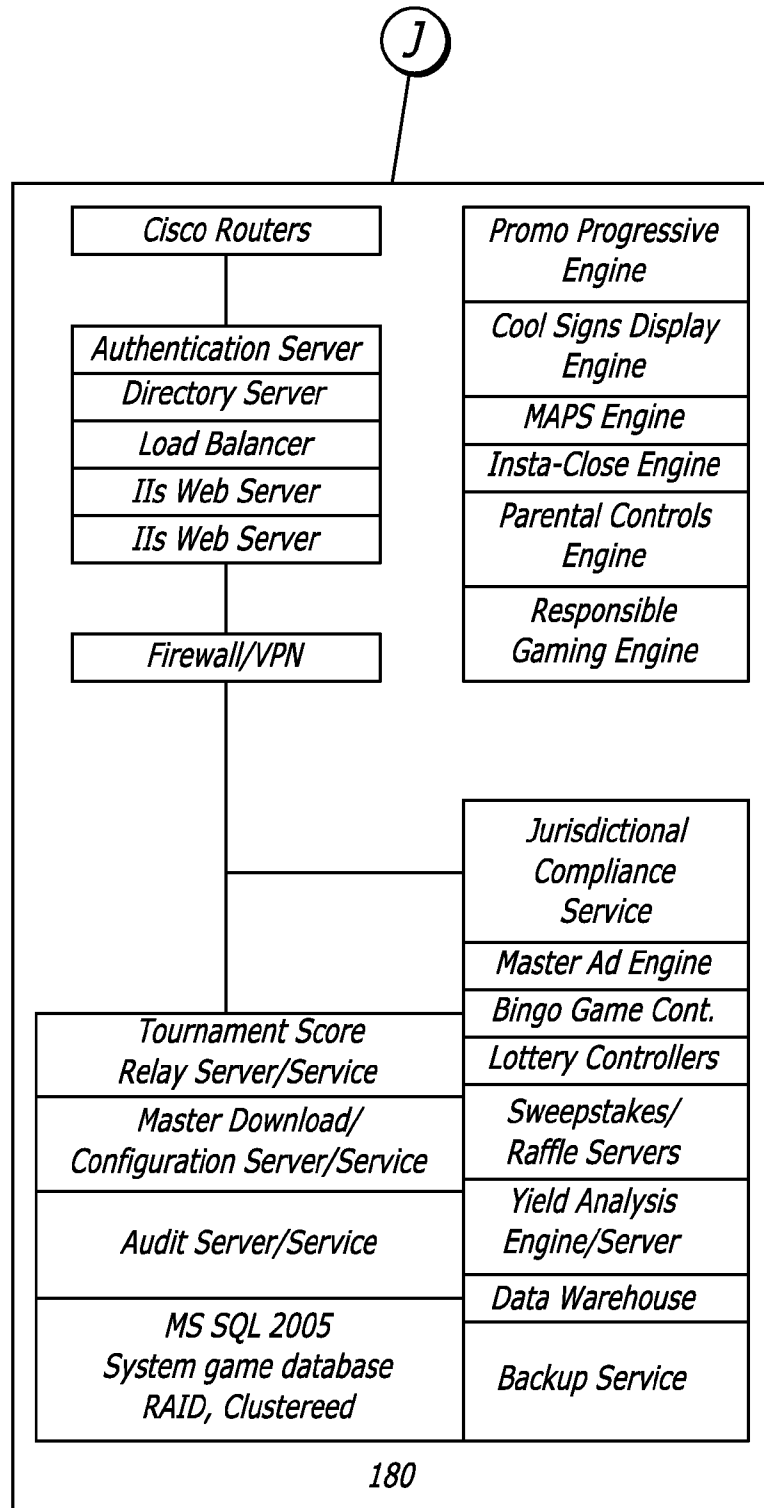 J
Cisco Routers
Authentication Server
Directory Server
Load Balancer
IIs Web Server
IIs Web Server
Firewall/VPN
Promo Progressive
Engine
Cool Signs Display
Engine
MAPS Engine
Insta-Close Engine
Parental Controls
Engine
Responsible
Gaming Engine
Tournament Score
Relay Server/Service
Master Download/
Configuration Server/Service
Audit Server/Service
MS SQL 2005
System game database
RAID, Clustereed
Jurisdictional
Compliance
Service
Master Ad Engine
Bingo Game Cont.
Lottery Controllers
Sweepstakes/
Raffle Servers
Yield Analysis
Engine/Server
Data Warehouse
Backup Service
180